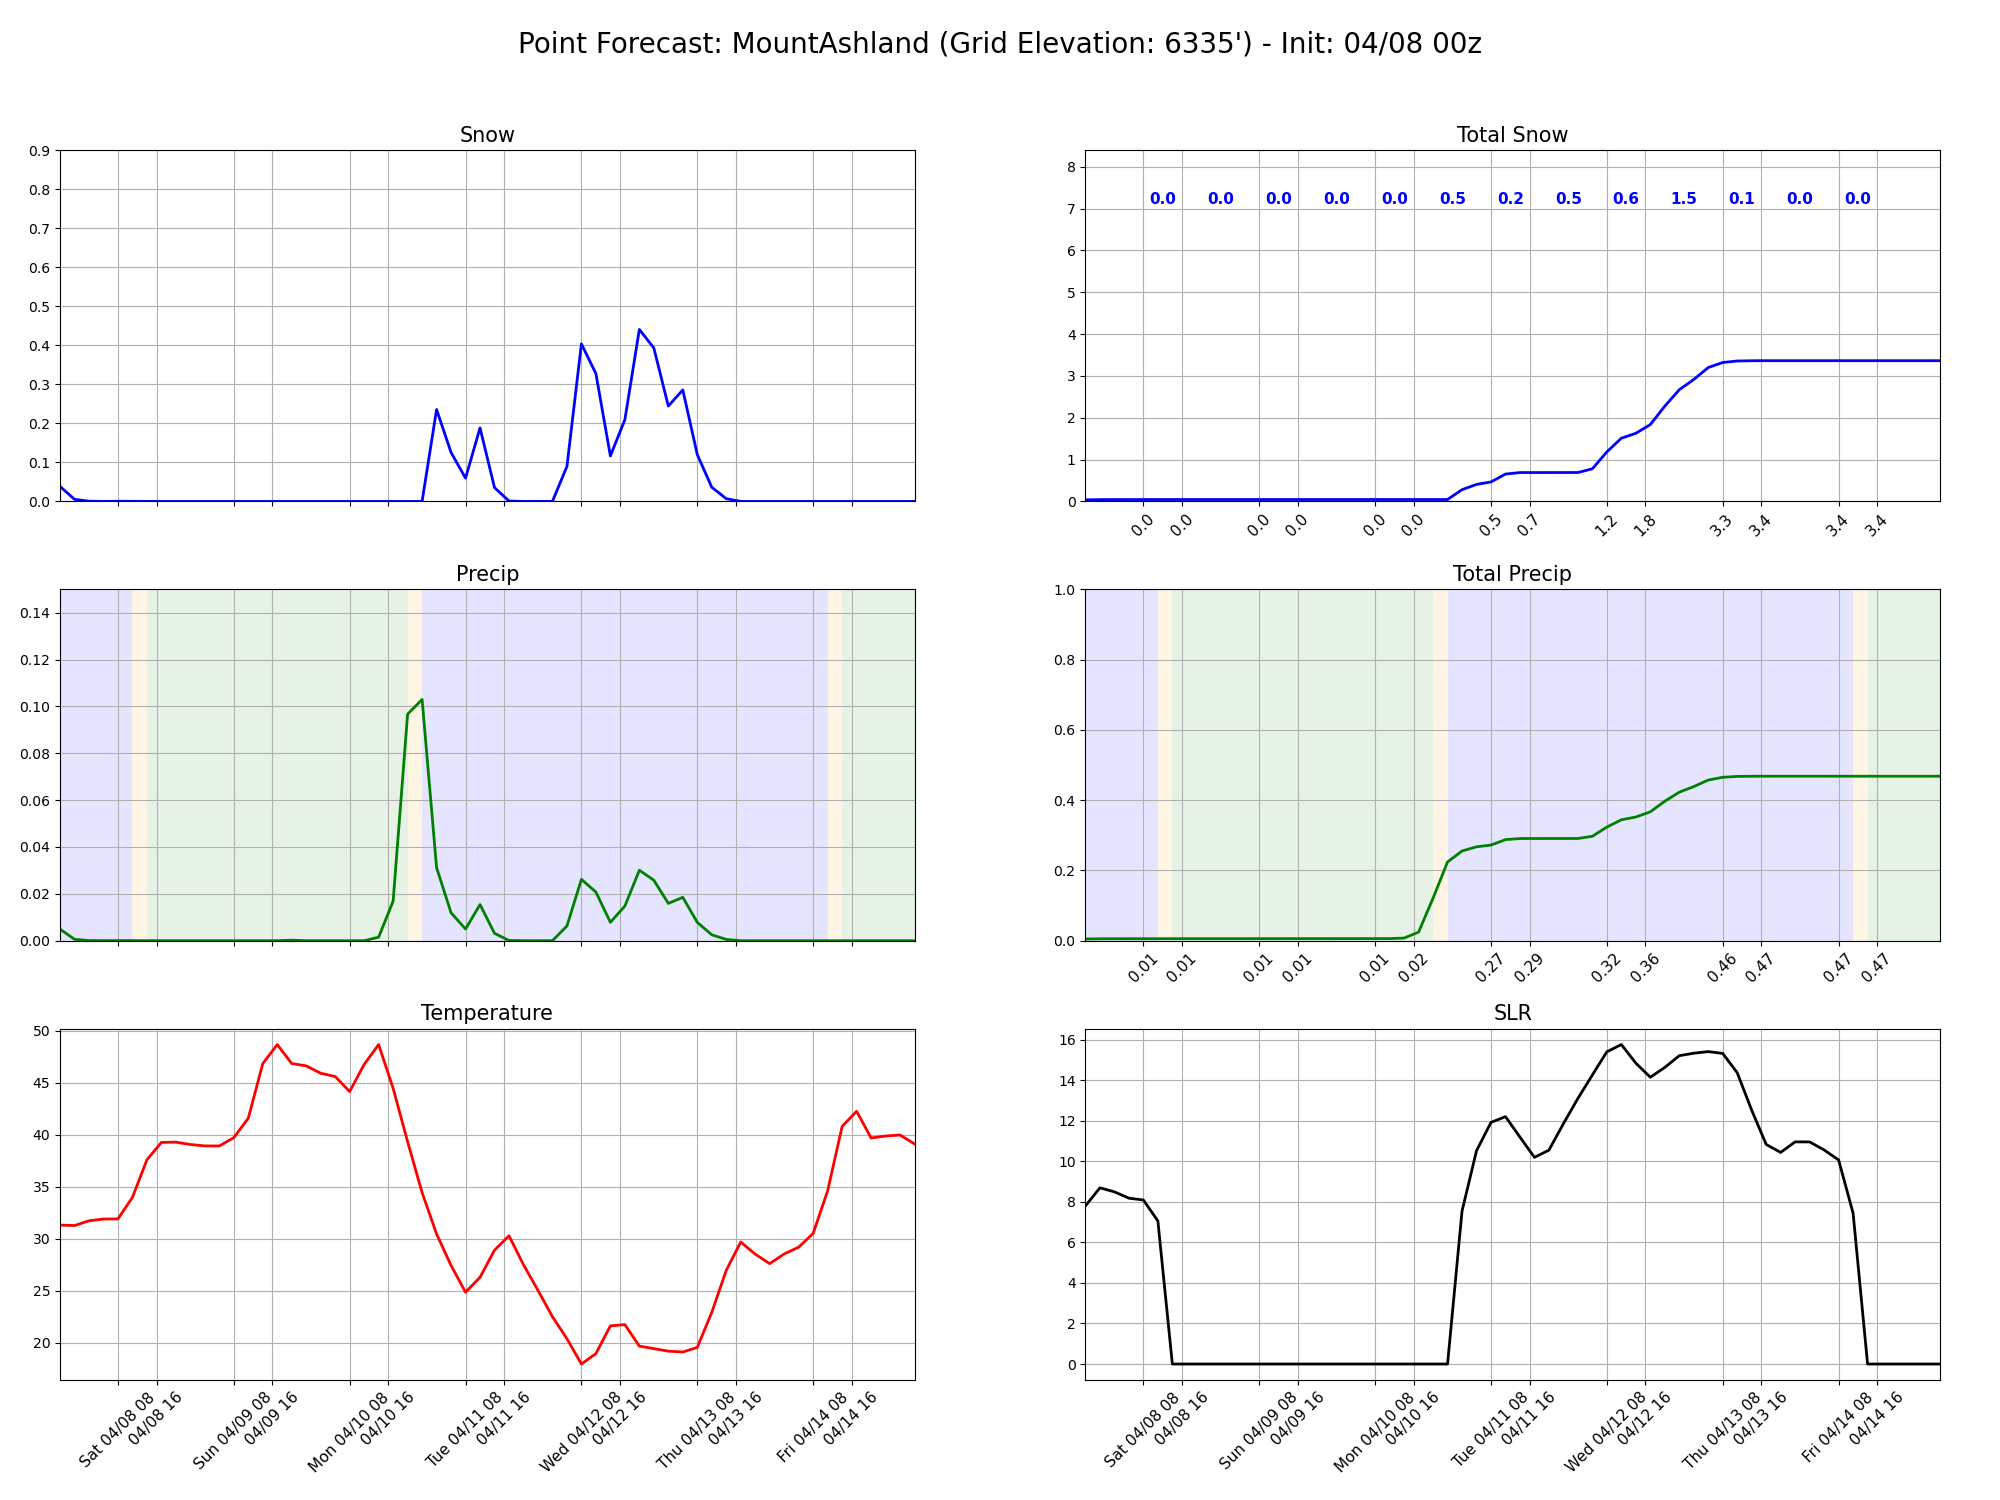 Point Forecast: MountAshland (Grid Elevation: 6335') - Init: 04/08 00z
Snow
0.9
0.8
0.7
0.6
0.5
0.4
0.3
0.2
0.1
0.0
Total Snow
8
7
6
5
4
3
2
1
0
0.0 0.0 0.0 0.0 0.0 0.5 0.2 0.5 0.6 1.5 0.1 0.0 0.0
0.0 0.0 0.0 0.0 0.0 0.0 0.5 0.7 1.2 1.8 3.3 3.4 3.4 3.4
Precip
0.14
0.12
0.10
0.08
0.06
0.04
0.02
0.00
Total Precip
1.0
0.8
0.6
0.4
0.2
0.0
0.01 0.01 0.01 0.01 0.01 0.02 0.27 0.29 0.32 0.36 0.46 0.47 0.47 0.47
Temperature
50
45
40
35
30
25
20
Sat 04/08 08
04/08 16
Sun 04/09 08
04/09 16
Mon 04/10 08
04/10 16
Tue 04/11 08
04/11 16
Wed 04/12 08
04/12 16
Thu 04/13 08
04/13 16
Fri 04/14 08
04/14 16
SLR
16
14
12
10
8
6
4
2
0
Sat 04/08 08
04/08 16
Sun 04/09 08
04/09 16
Mon 04/10 08
04/10 16
Tue 04/11 08
04/11 16
Wed 04/12 08
04/12 16
Thu 04/13 08
04/13 16
Fri 04/14 08
04/14 16